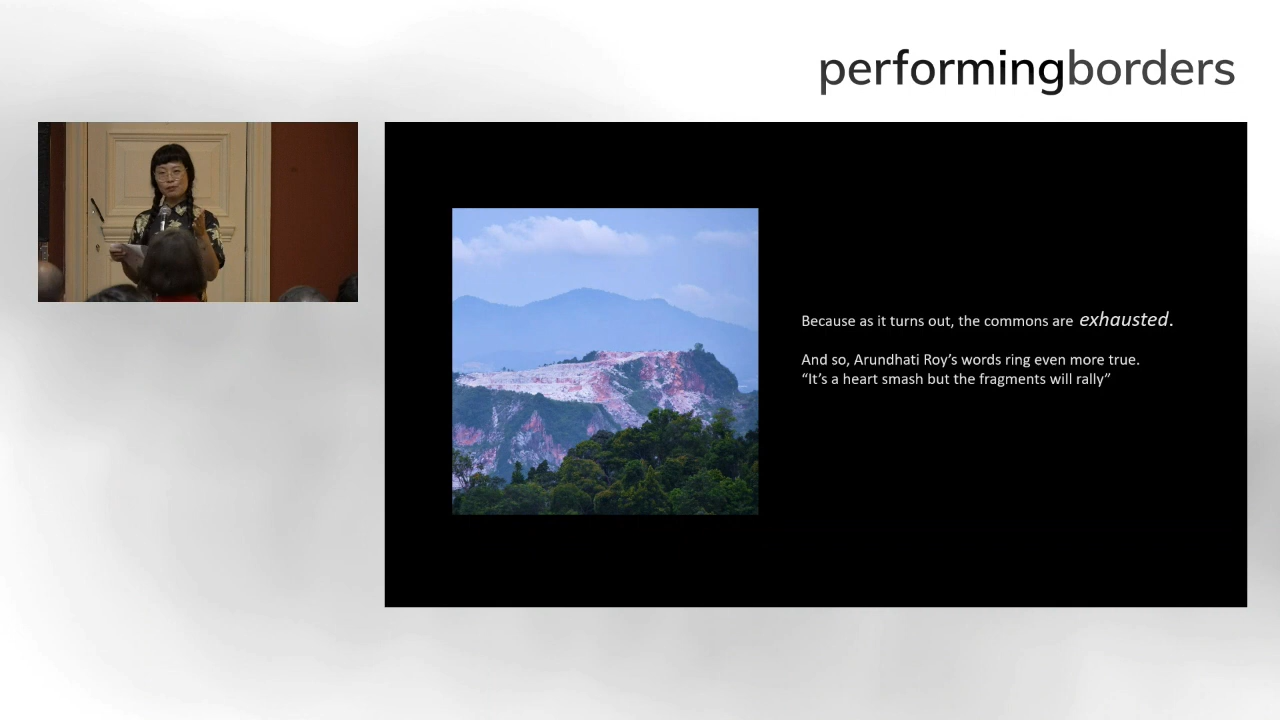 performingborders
Because as it turns out, the commons are exhausted.
And so, Arundhati Roy’s words ring even more true.
“It’s a heart smash but the fragments will rally”